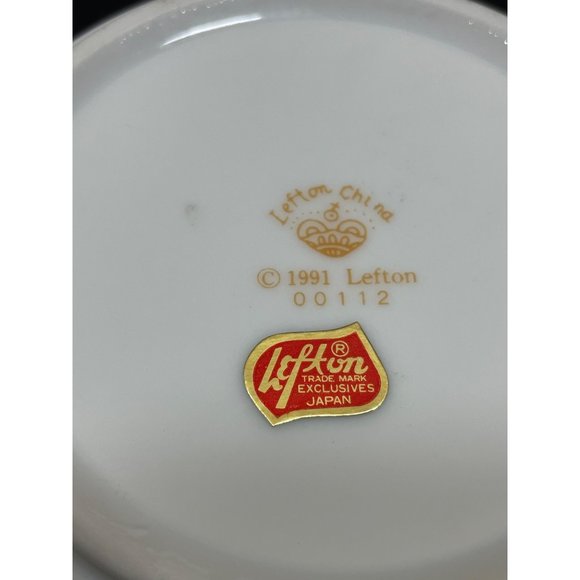 Lefton China
© 1991 Lefton
00112
Lefton ®
TRADE MARK
EXCLUSIVES
JAPAN